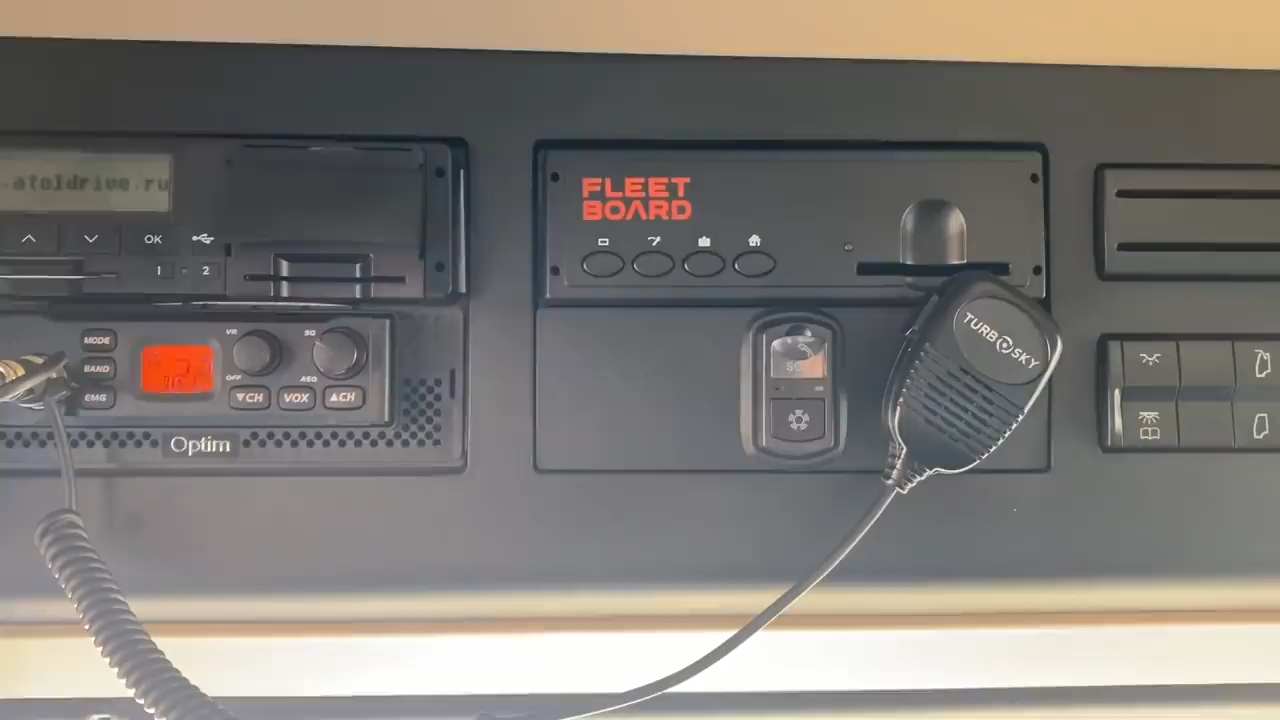 .atoldrive.ru
OK
1
2
FLEET
BOARD
MODE
BAND
EMG
VR
OFF
SQ
ASQ
▼CH
VOX
▲CH
Optim
TURBOSKY